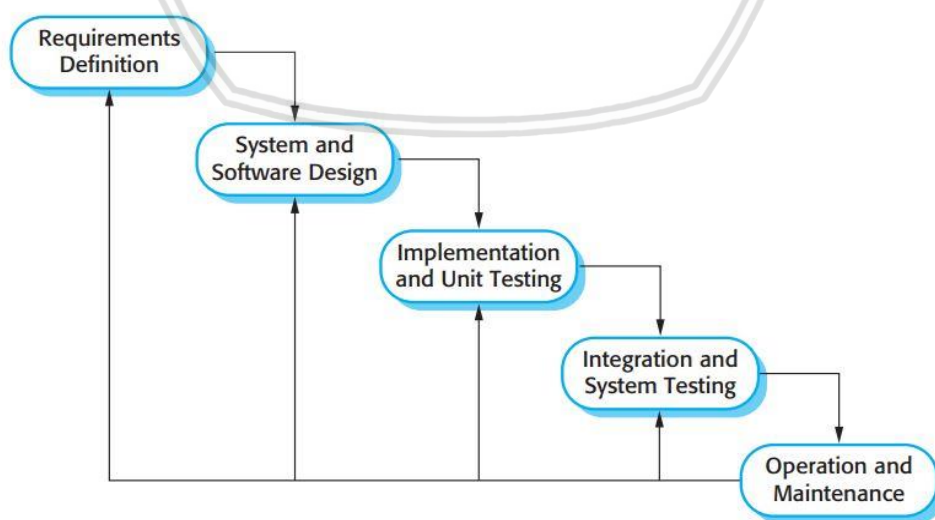 Requirements
Definition
System and
Software Design
Implementation
and Unit Testing
Integration and
System Testing
Operation and
Maintenance